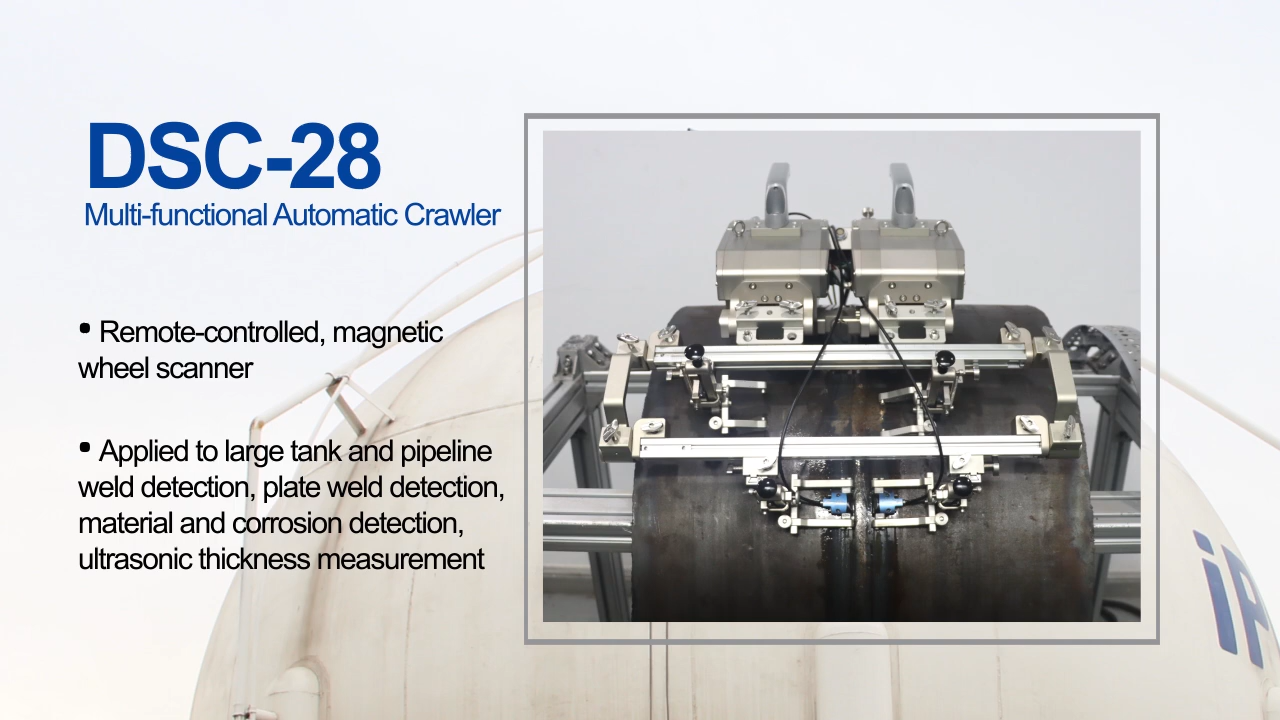 DSC-28
Multi-functional Automatic Crawler
• Remote-controlled, magnetic
wheel scanner
• Applied to large tank and pipeline
weld detection, plate weld detection,
material and corrosion detection,
ultrasonic thickness measurement
iP